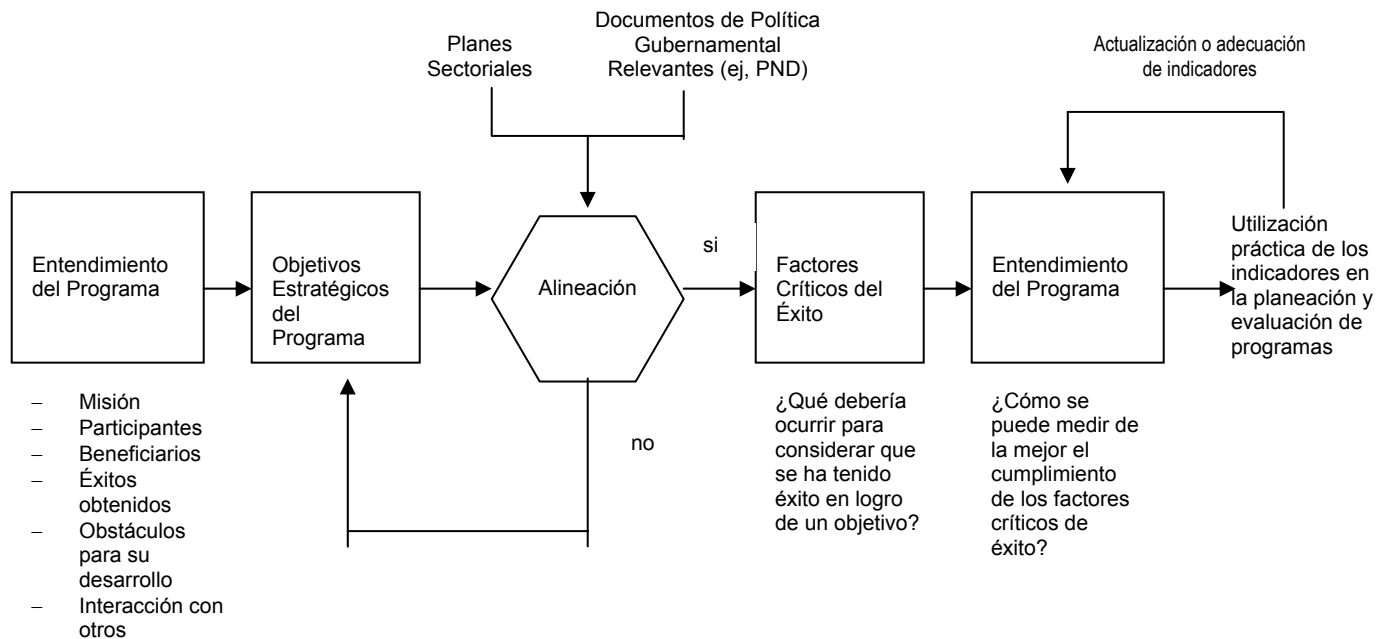 Planes
Sectoriales
Documentos de Política
Gubernamental
Relevantes (ej, PND)
Actualización o adecuación
de indicadores
Entendimiento
del Programa
Objetivos
Estratégicos
del
Programa
Alineación
si
no
Factores
Críticos del
Éxito
Entendimiento
del Programa
Utilización
práctica de los
indicadores en
la planeación y
evaluación de
programas
– Misión
– Participantes
– Beneficiarios
– Éxitos
obtenidos
– Obstáculos
para su
desarrollo
– Interacción con
otros
¿Qué debería
ocurrir para
considerar que
se ha tenido
éxito en logro
de un objetivo?
¿Cómo se
puede medir de
la mejor el
cumplimiento
de los factores
críticos de
éxito?